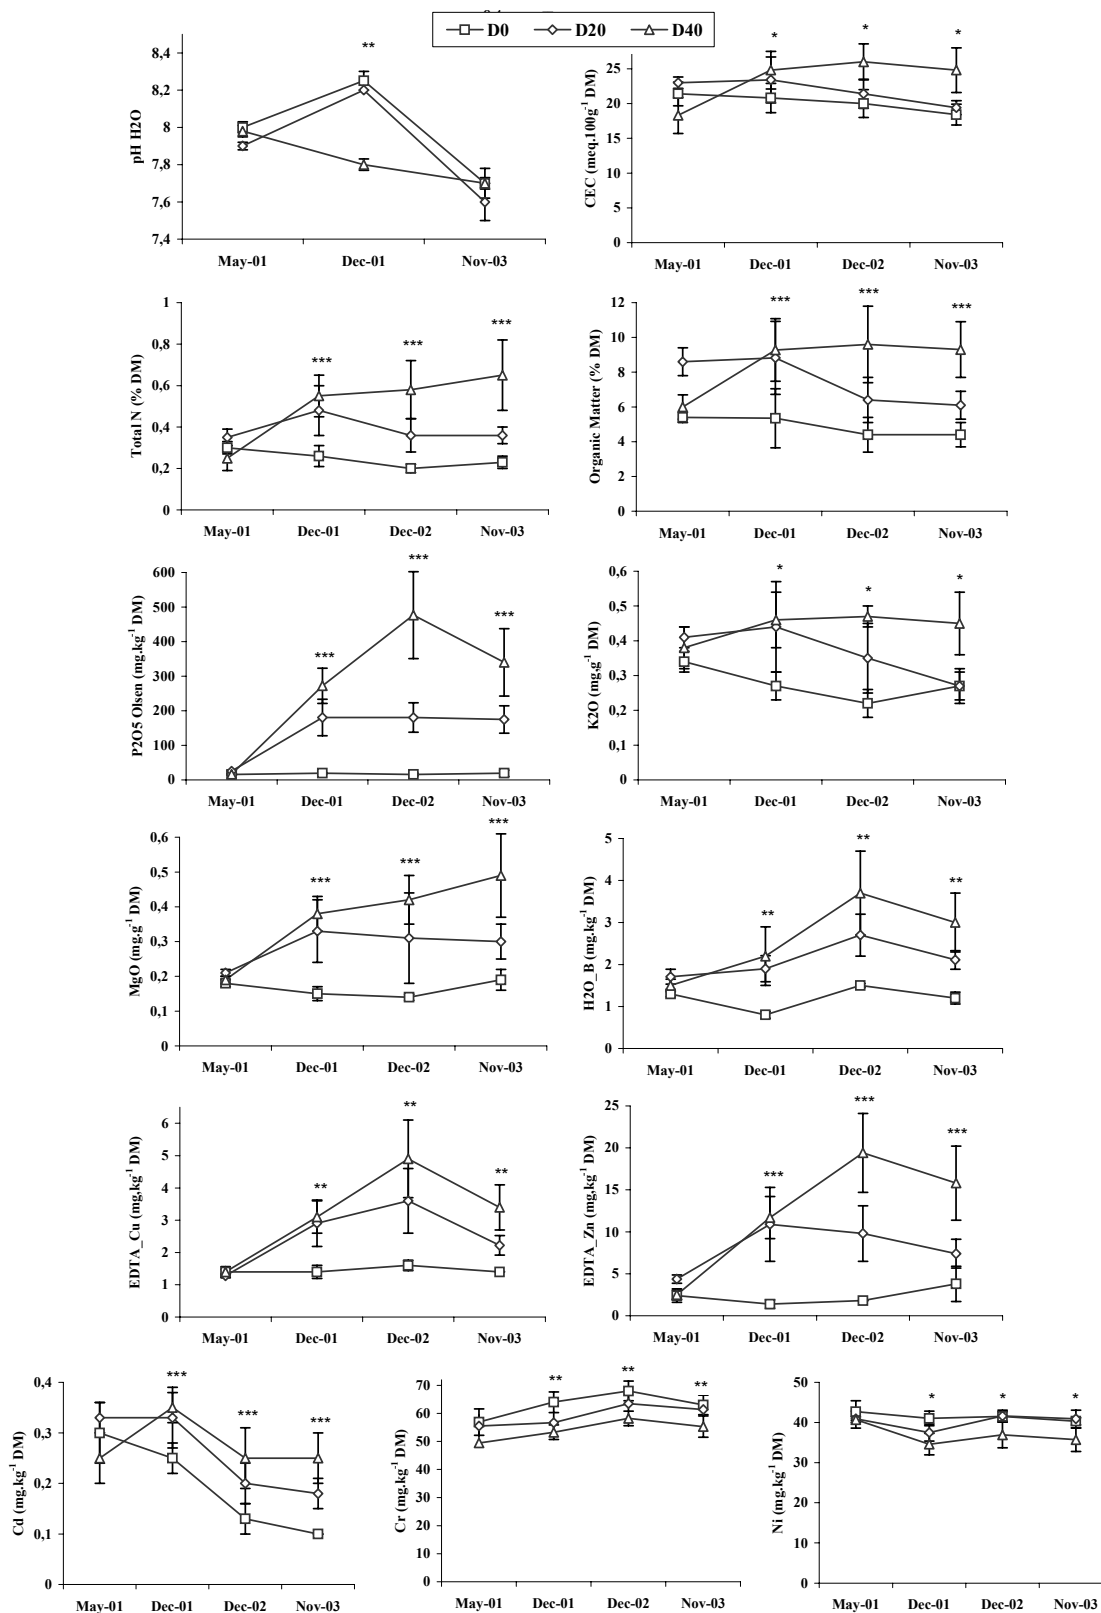 D0 D20 D40
pH H2O
8,4
8,2
8
7,8
7,6
7,4
**
May-01 Dec-01 Nov-03
CEC (meq.100g-1 DM)
25
20
15
10
5
0
* * *
May-01 Dec-01 Dec-02 Nov-03
Total N (% DM)
1
0,8
0,6
0,4
0,2
0
*** *** ***
May-01 Dec-01 Dec-02 Nov-03
Organic Matter (% DM)
12
10
8
6
4
2
0
*** *** ***
May-01 Dec-01 Dec-02 Nov-03
P2O5 Olsen (mg.kg-1 DM)
600
500
400
300
200
100
0
*** *** ***
May-01 Dec-01 Dec-02 Nov-03
K2O (mg,g-1 DM)
0,6
0,5
0,4
0,3
0,2
0,1
0
* * *
May-01 Dec-01 Dec-02 Nov-03
MgO (mg.g-1 DM)
0,6
0,5
0,4
0,3
0,2
0,1
0
*** *** ***
May-01 Dec-01 Dec-02 Nov-03
H2O_B (mg.kg-1 DM)
5
4
3
2
1
0
** ** **
May-01 Dec-01 Dec-02 Nov-03
EDTA_Cu (mg,kg-1 DM)
6
5
4
3
2
1
0
** ** **
May-01 Dec-01 Dec-02 Nov-03
EDTA_Zn (mg,kg-1 DM)
25
20
15
10
5
0
*** *** ***
May-01 Dec-01 Dec-02 Nov-03
Cd (mg.kg-1 DM)
0,4
0,3
0,2
0,1
0
*** *** ***
May-01 Dec-01 Dec-02 Nov-03
Cr (mg.kg-1 DM)
70
60
50
40
30
20
10
0
** ** **
May-01 Dec-01 Dec-02 Nov-03
Ni (mg.kg-1 DM)
50
40
30
20
10
0
* * *
May-01 Dec-01 Dec-02 Nov-03